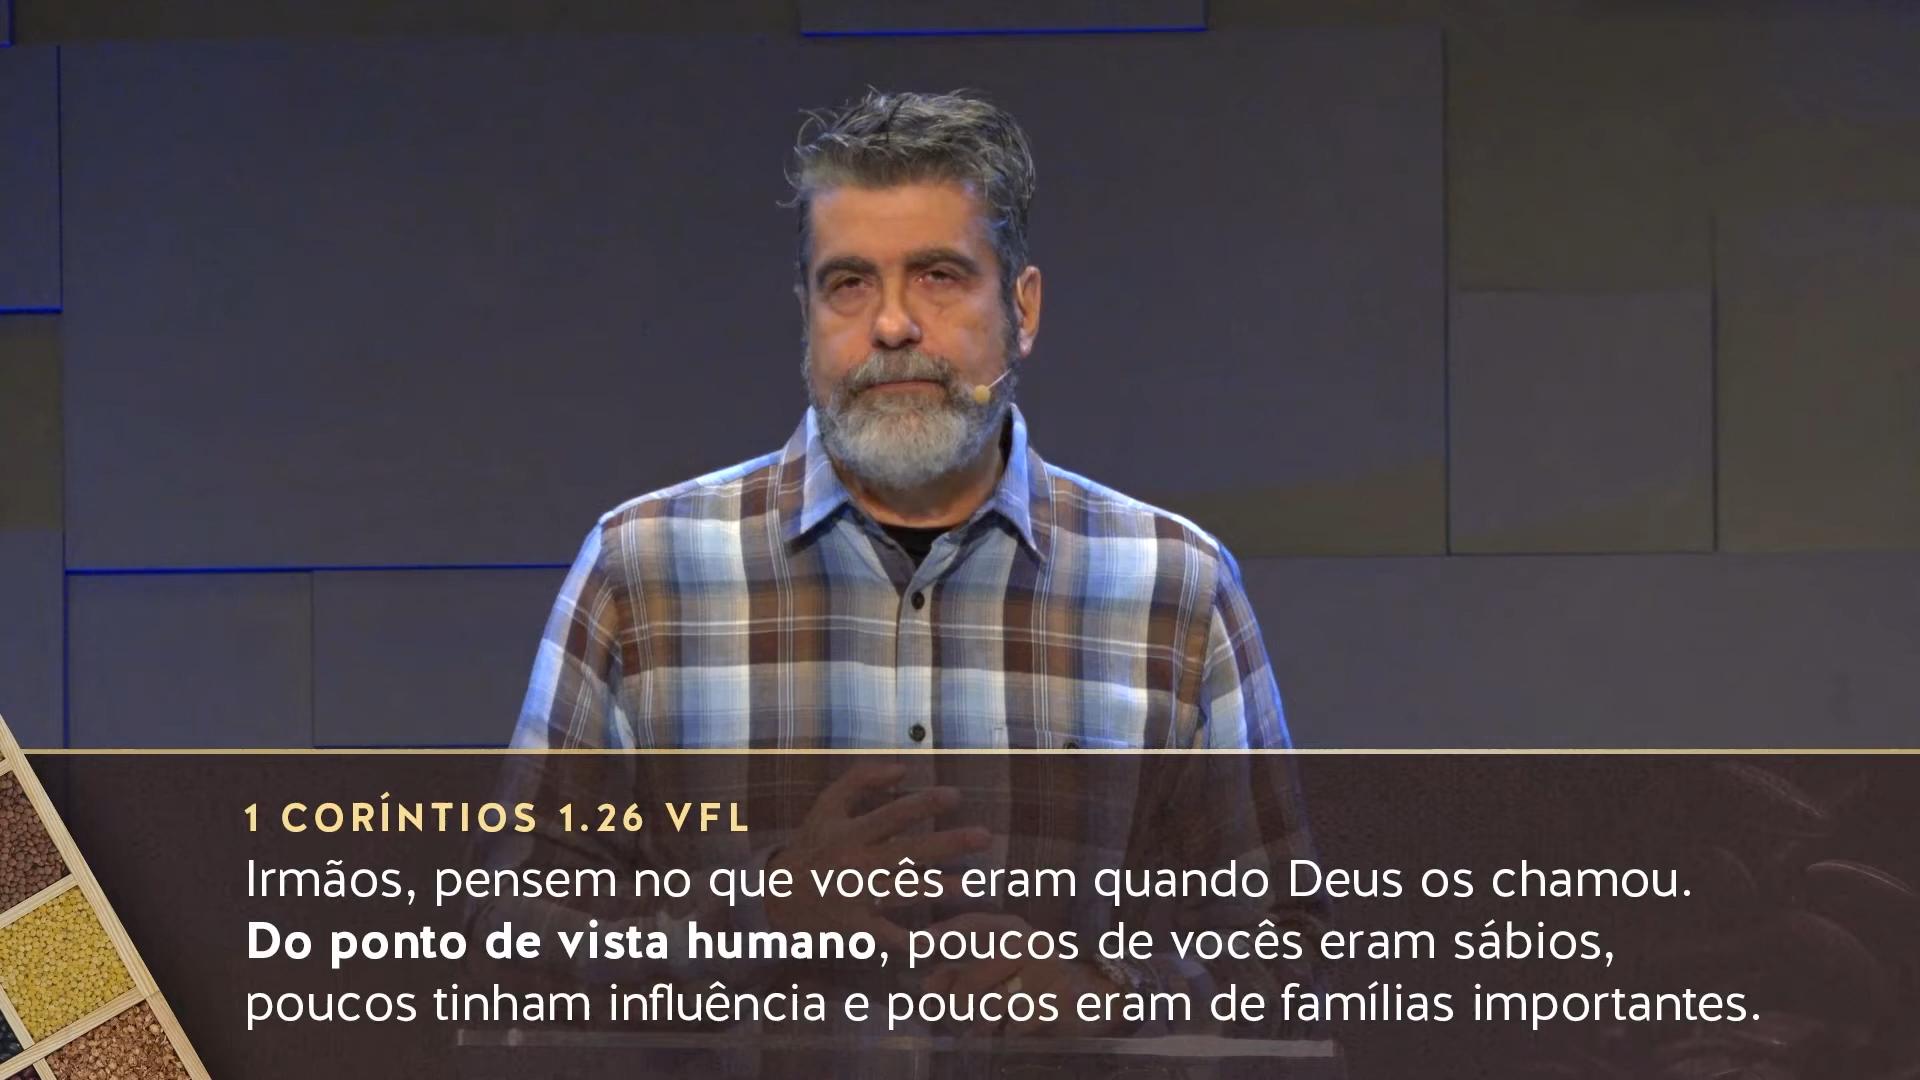 1 CORÍNTIOS 1.26 VFL
Irmãos, pensem no que vocês eram quando Deus os chamou.
Do ponto de vista humano, poucos de vocês eram sábios,
poucos tinham influência e poucos eram de famílias importantes.